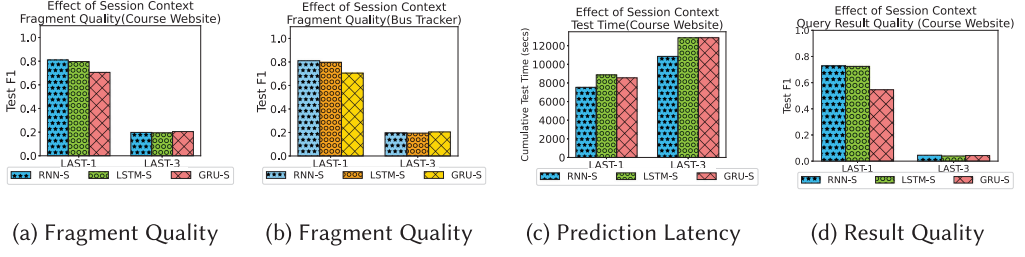 Effect of Session Context
Fragment Quality(Course Website)
Test F1
1.0
0.8
0.6
0.4
0.2
0.0
LAST-1 LAST-3
RNN-S LSTM-S GRU-S
(a) Fragment Quality
Effect of Session Context
Fragment Quality(Bus Tracker)
Test F1
1.0
0.8
0.6
0.4
0.2
0.0
LAST-1 LAST-3
RNN-S LSTM-S GRU-S
(b) Fragment Quality
Effect of Session Context
Test Time(Course Website)
Cumulative Test Time (secs)
12000
10000
8000
6000
4000
2000
0
LAST-1 LAST-3
RNN-S LSTM-S GRU-S
(c) Prediction Latency
Effect of Session Context
Query Result Quality (Course Website)
Test F1
1.0
0.8
0.6
0.4
0.2
0.0
LAST-1 LAST-3
RNN-S LSTM-S GRU-S
(d) Result Quality